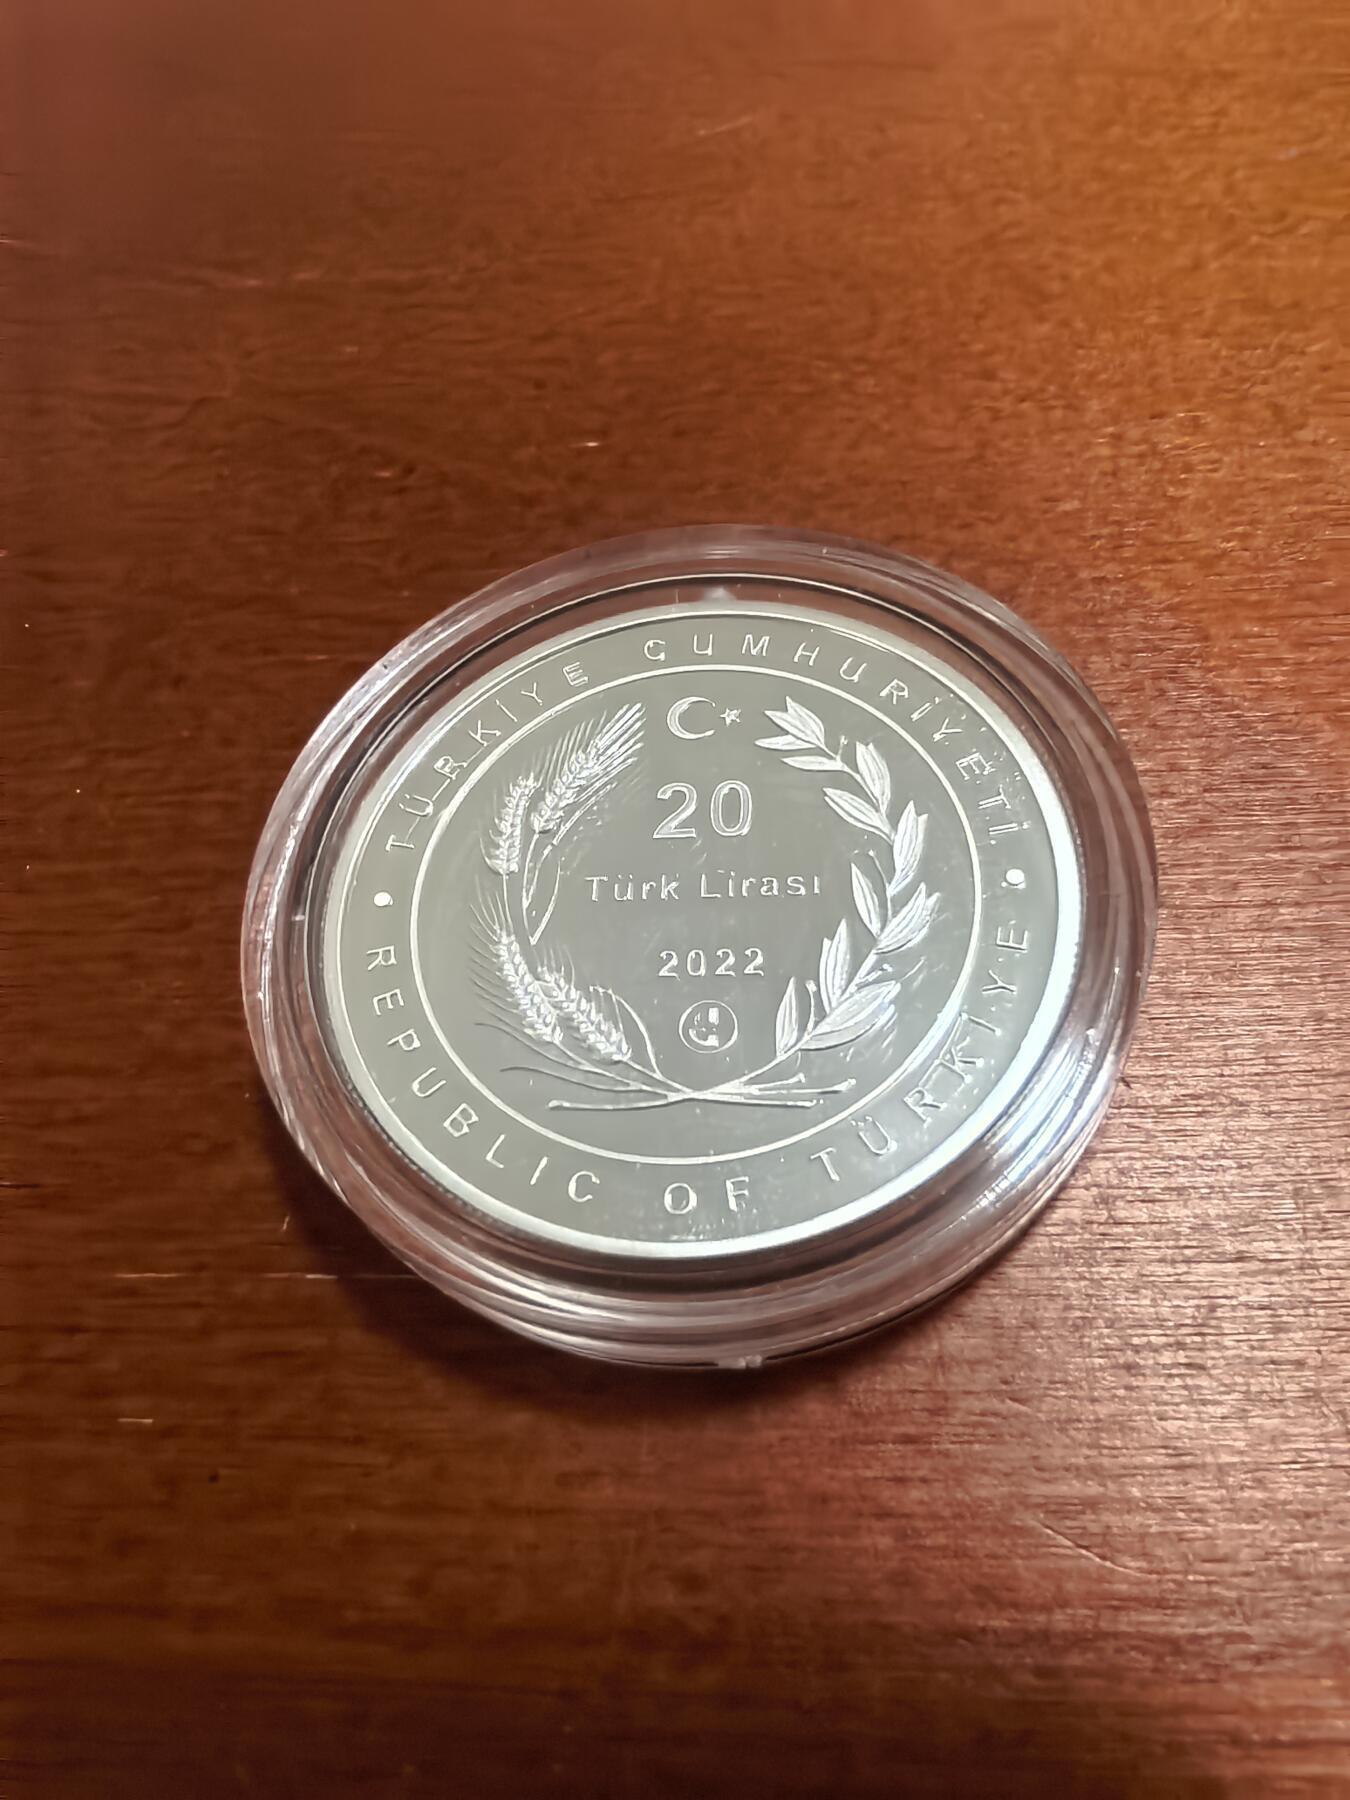 TÜRKİYE CUMHURİYETİ
20
Türk Lirası
2022
REPUBLIC OF TÜRKİYE